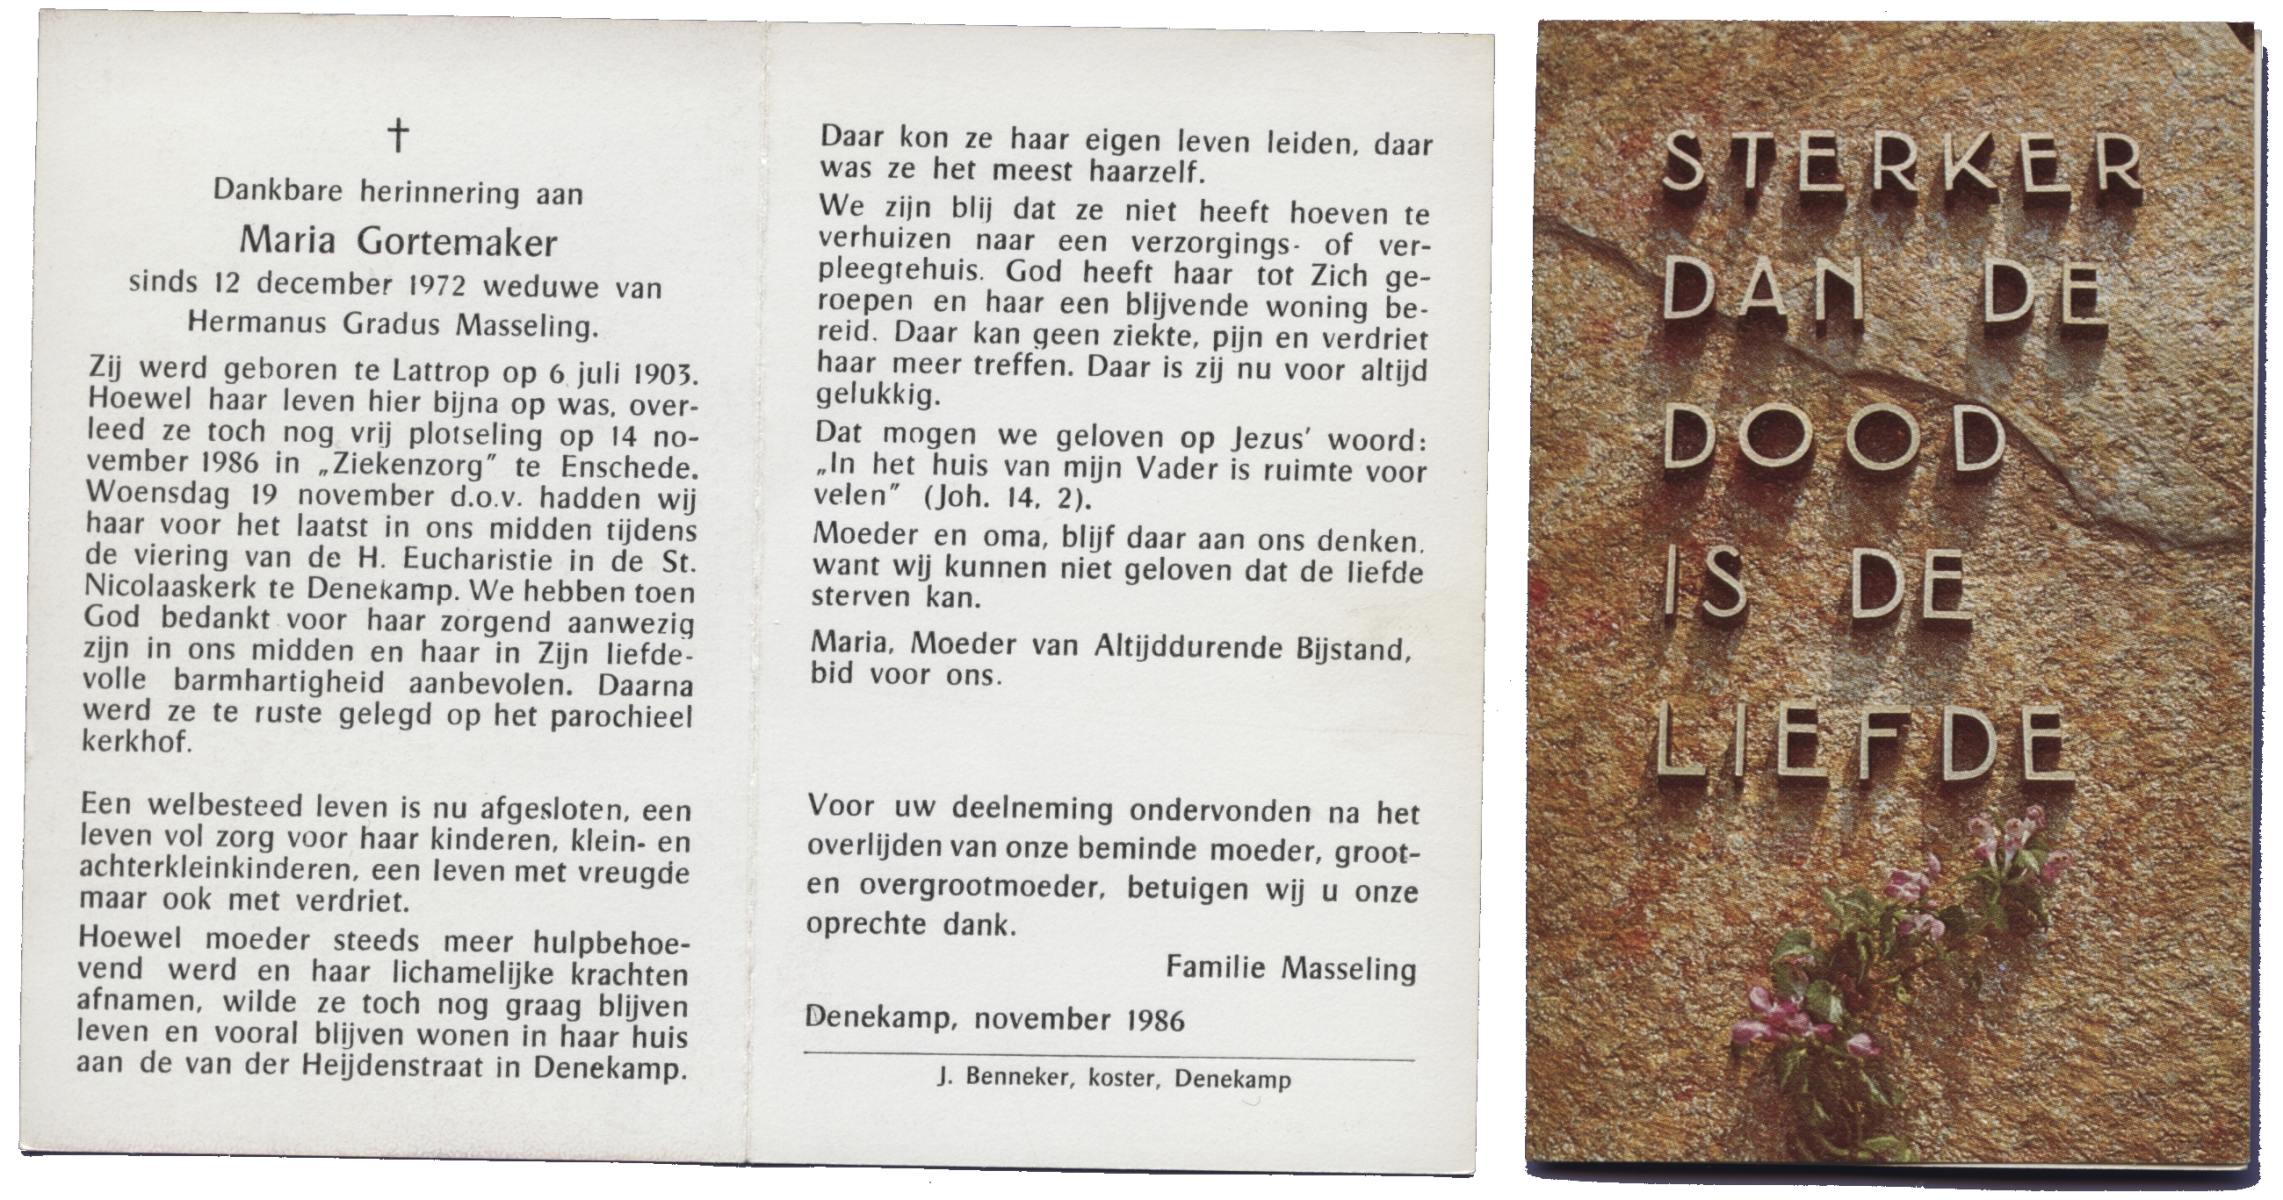 Dankbare herinnering aan
Maria Gortemaker
sinds 12 december 1972 weduwe van
Hermanus Gradus Masseling.
Zij werd geboren te Lattrop op 6 juli 1903.
Hoewel haar leven hier bijna op was, over-
leed ze toch nog vrij plotseling op 14 no-
vember 1986 in „Ziekenzorg” te Enschede.
Woensdag 19 november d.o.v. hadden wij
haar voor het laatst in ons midden tijdens
de viering van de H. Eucharistie in de St.
Nicolaaskerk te Denekamp. We hebben toen
God bedankt voor haar zorgend aanwezig
zijn in ons midden en haar in Zijn liefde-
volle barmhartigheid aanbevolen. Daarna
werd ze te ruste gelegd op het parochieel
kerkhof.
Een welbesteed leven is nu afgesloten, een
leven vol zorg voor haar kinderen, klein- en
achterkleinkinderen, een leven met vreugde
maar ook met verdriet.
Hoewel moeder steeds meer hulpbehoe-
vend werd en haar lichamelijke krachten
afnamen, wilde ze toch nog graag blijven
leven en vooral blijven wonen in haar huis
aan de van der Heijdenstraat in Denekamp.
Daar kon ze haar eigen leven leiden, daar
was ze het meest haarzelf.
We zijn blij dat ze niet heeft hoeven te
verhuizen naar een verzorgings- of ver-
pleegtehuis. God heeft haar tot Zich ge-
roepen en haar een blijvende woning be-
reid. Daar kan geen ziekte, pijn en verdriet
haar meer treffen. Daar is zij nu voor altijd
gelukkig.
Dat mogen we geloven op Jezus’ woord:
„In het huis van mijn Vader is ruimte voor
velen” (Joh. 14, 2).
Moeder en oma, blijf daar aan ons denken,
want wij kunnen niet geloven dat de liefde
sterven kan.
Maria, Moeder van Altijddurende Bijstand,
bid voor ons.
Voor uw deelneming ondervonden na het
overlijden van onze beminde moeder, groot-
en overgrootmoeder, betuigen wij u onze
oprechte dank.
Familie Masseling
Denekamp, november 1986
J. Benneker, koster, Denekamp
STERKER
DAN DE
DOOD
IS DE
LIEFDE